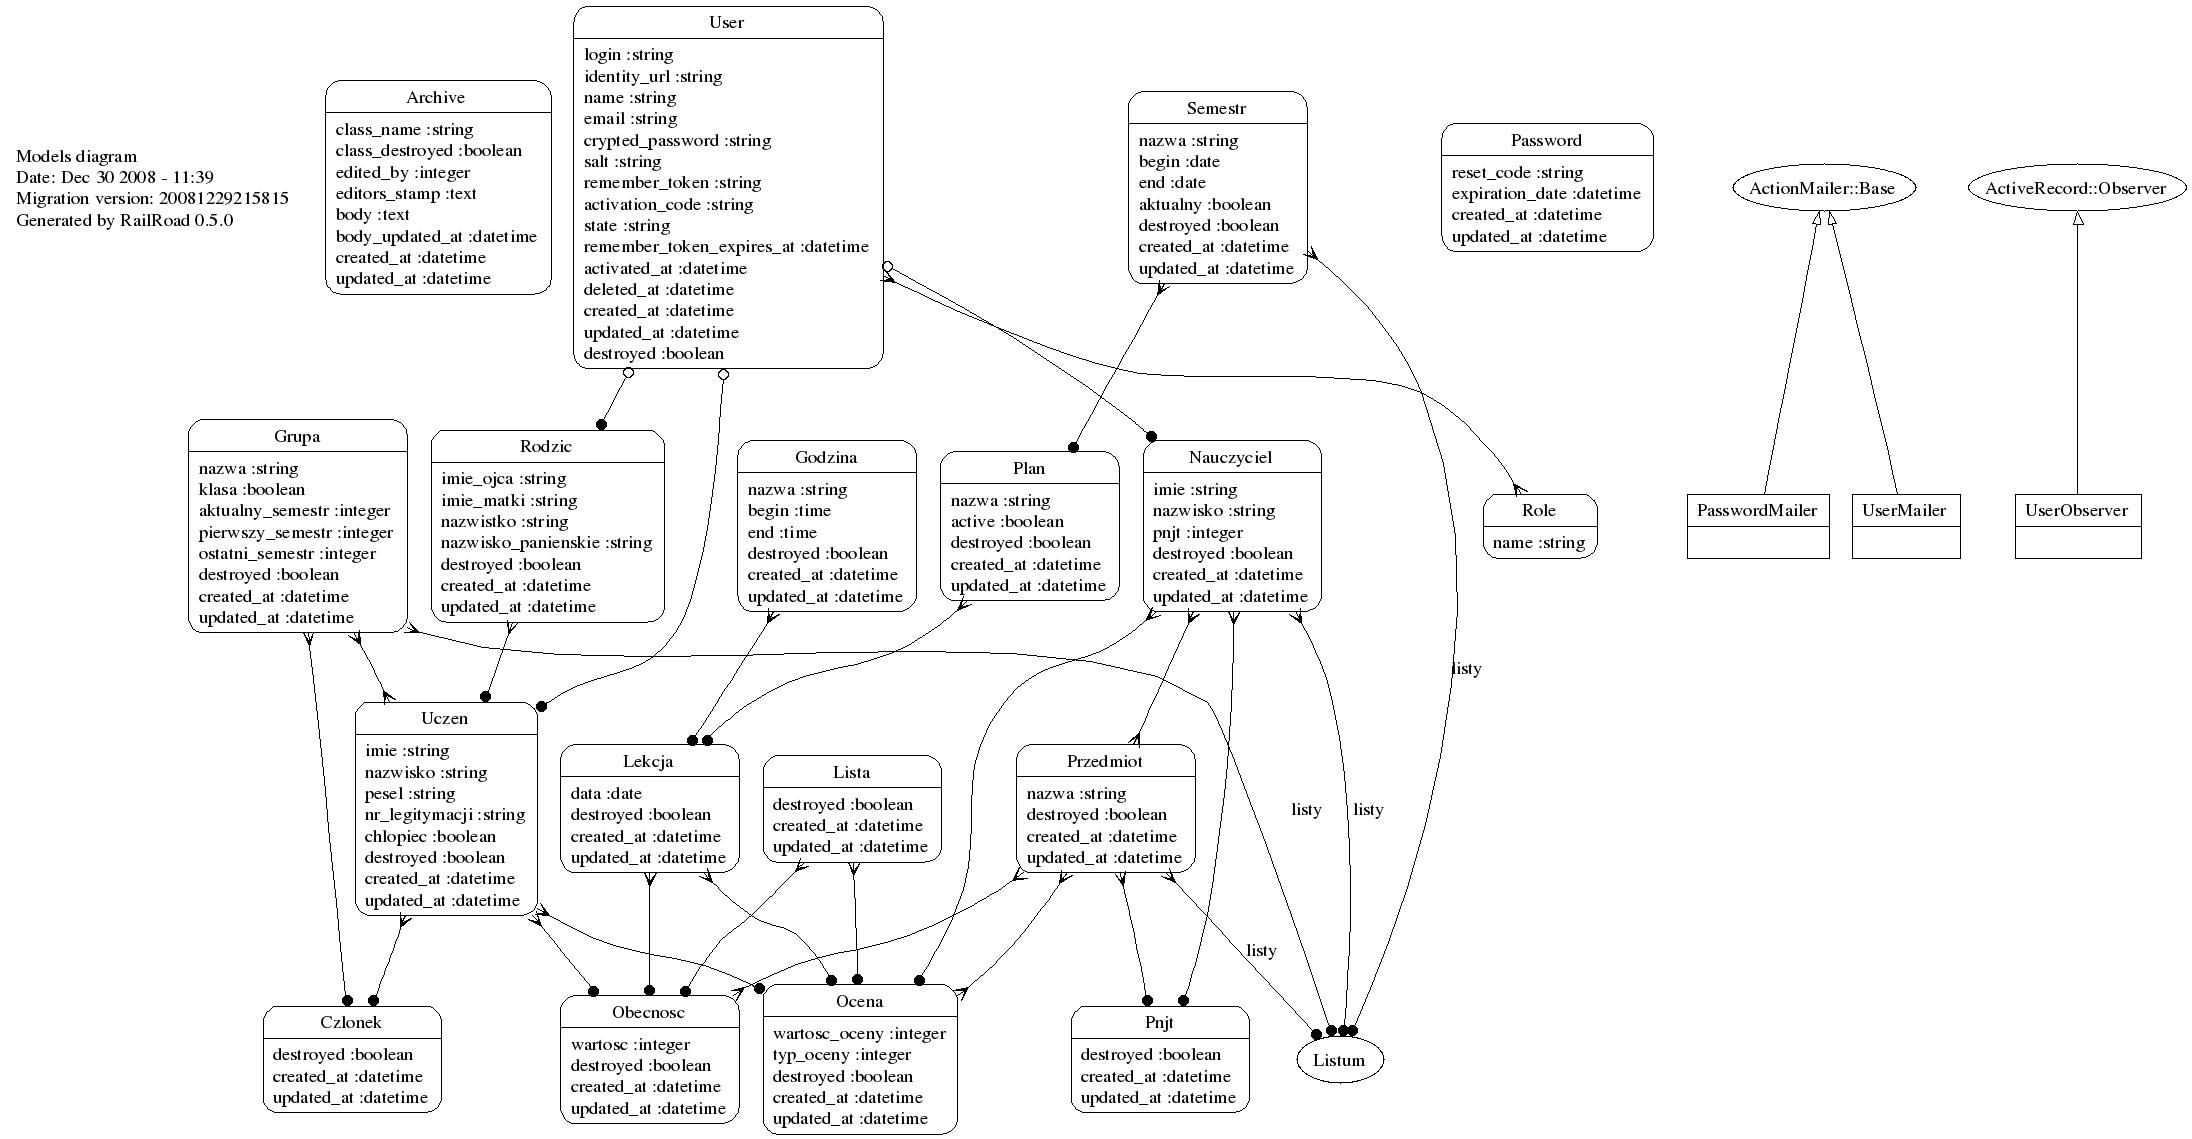 Models diagram
Date: Dec 30 2008 - 11:39
Migration version: 20081229215815
Generated by RailRoad 0.5.0
Archive
class_name :string
class_destroyed :boolean
edited_by :integer
editors_stamp :text
body :text
body_updated_at :datetime
created_at :datetime
updated_at :datetime
User
login :string
identity_url :string
name :string
email :string
crypted_password :string
salt :string
remember_token :string
activation_code :string
state :string
remember_token_expires_at :datetime
activated_at :datetime
deleted_at :datetime
created_at :datetime
updated_at :datetime
destroyed :boolean
Semestr
nazwa :string
begin :date
end :date
aktualny :boolean
destroyed :boolean
created_at :datetime
updated_at :datetime
Password
reset_code :string
expiration_date :datetime
created_at :datetime
updated_at :datetime
ActionMailer::Base
ActiveRecord::Observer
Grupa
nazwa :string
klasa :boolean
aktualny_semestr :integer
pierwszy_semestr :integer
ostatni_semestr :integer
destroyed :boolean
created_at :datetime
updated_at :datetime
Rodzic
imie_ojca :string
imie_matki :string
nazwistko :string
nazwisko_panienskie :string
destroyed :boolean
created_at :datetime
updated_at :datetime
Godzina
nazwa :string
begin :time
end :time
destroyed :boolean
created_at :datetime
updated_at :datetime
Plan
nazwa :string
active :boolean
destroyed :boolean
created_at :datetime
updated_at :datetime
Nauczyciel
imie :string
nazwisko :string
pnjt :integer
destroyed :boolean
created_at :datetime
updated_at :datetime
Role
name :string
PasswordMailer
UserMailer
UserObserver
listy
Uczen
imie :string
nazwisko :string
pesel :string
nr_legitymacji :string
chlopiec :boolean
destroyed :boolean
created_at :datetime
updated_at :datetime
Lekcja
data :date
destroyed :boolean
created_at :datetime
updated_at :datetime
Lista
destroyed :boolean
created_at :datetime
updated_at :datetime
Przedmiot
nazwa :string
destroyed :boolean
created_at :datetime
updated_at :datetime
listy
listy
listy
Czlonek
destroyed :boolean
created_at :datetime
updated_at :datetime
Obecnosc
wartosc :integer
destroyed :boolean
created_at :datetime
updated_at :datetime
Ocena
wartosc_oceny :integer
typ_oceny :integer
destroyed :boolean
created_at :datetime
updated_at :datetime
Pnjt
destroyed :boolean
created_at :datetime
updated_at :datetime
Listum